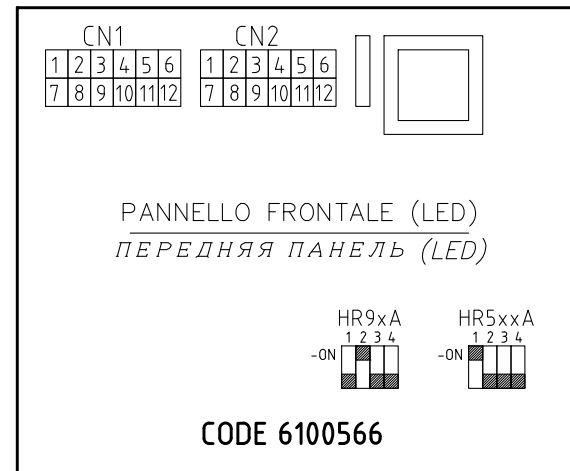 CN1 CN2
1 2 3 4 5 6 1 2 3 4 5 6
7 8 9 10 11 12 7 8 9 10 11 12
PANNELLO FRONTALE (LED)
ПЕРЕДНЯЯ ПАНЕЛЬ (LED)
HR9xA HR5xxA
1 2 3 4 1 2 3 4
-ON -ON
CODE 6100566